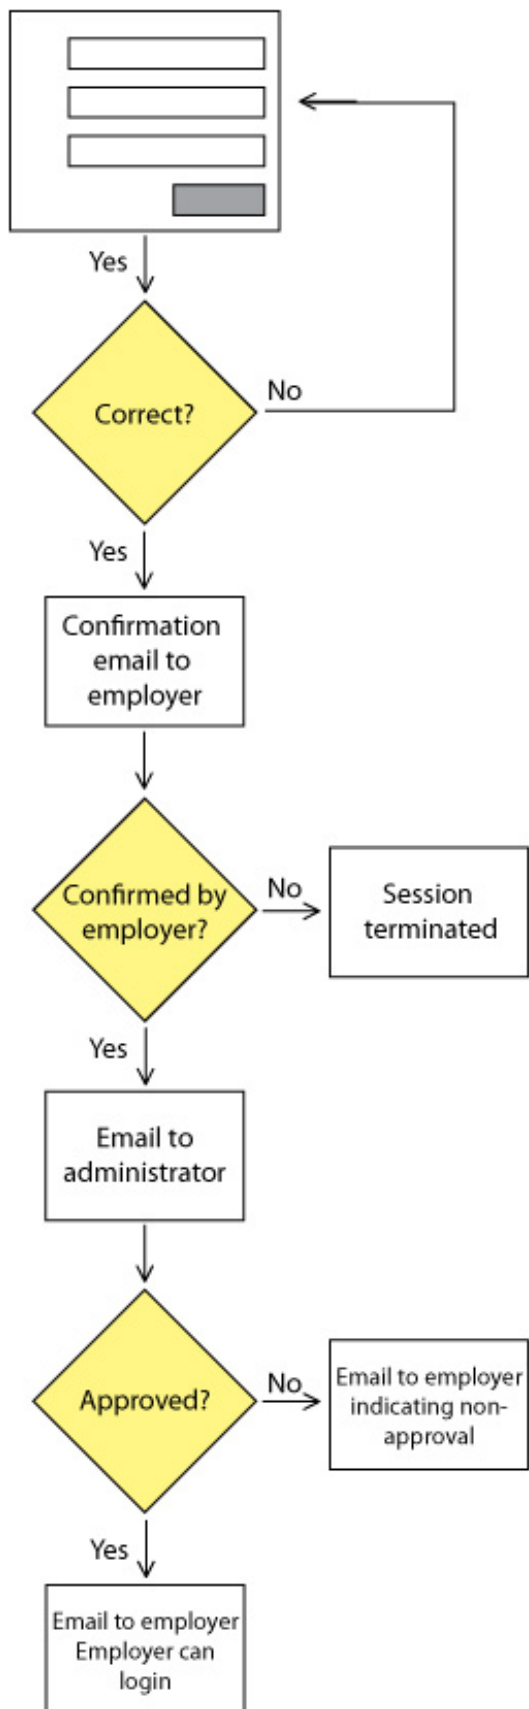 Yes
Correct?
No
Yes
Confirmation
email to
employer
Confirmed by
employer?
No
Session
terminated
Yes
Email to
administrator
Approved?
No
Email to employer
indicating non-
approval
Yes
Email to employer
Employer can
login